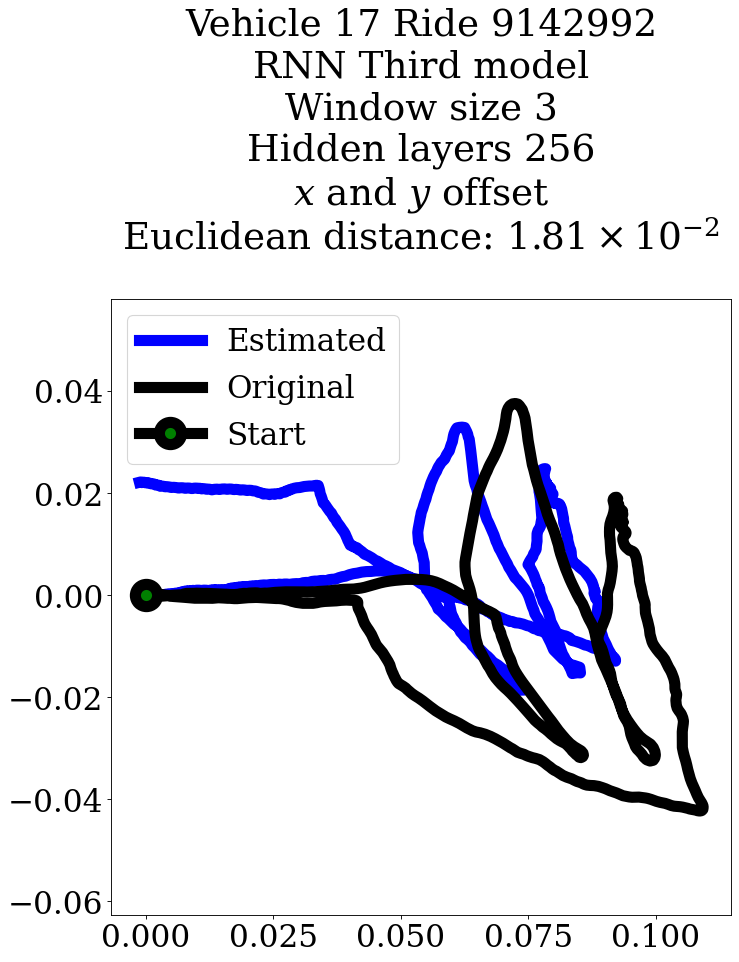 Vehicle 17 Ride 9142992
RNN Third model
Window size 3
Hidden layers 256
x and y offset
Euclidean distance: 1.81 × 10⁻²
Estimated
Original
Start
0.04
0.02
0.00
−0.02
−0.04
−0.06
0.000 0.025 0.050 0.075 0.100